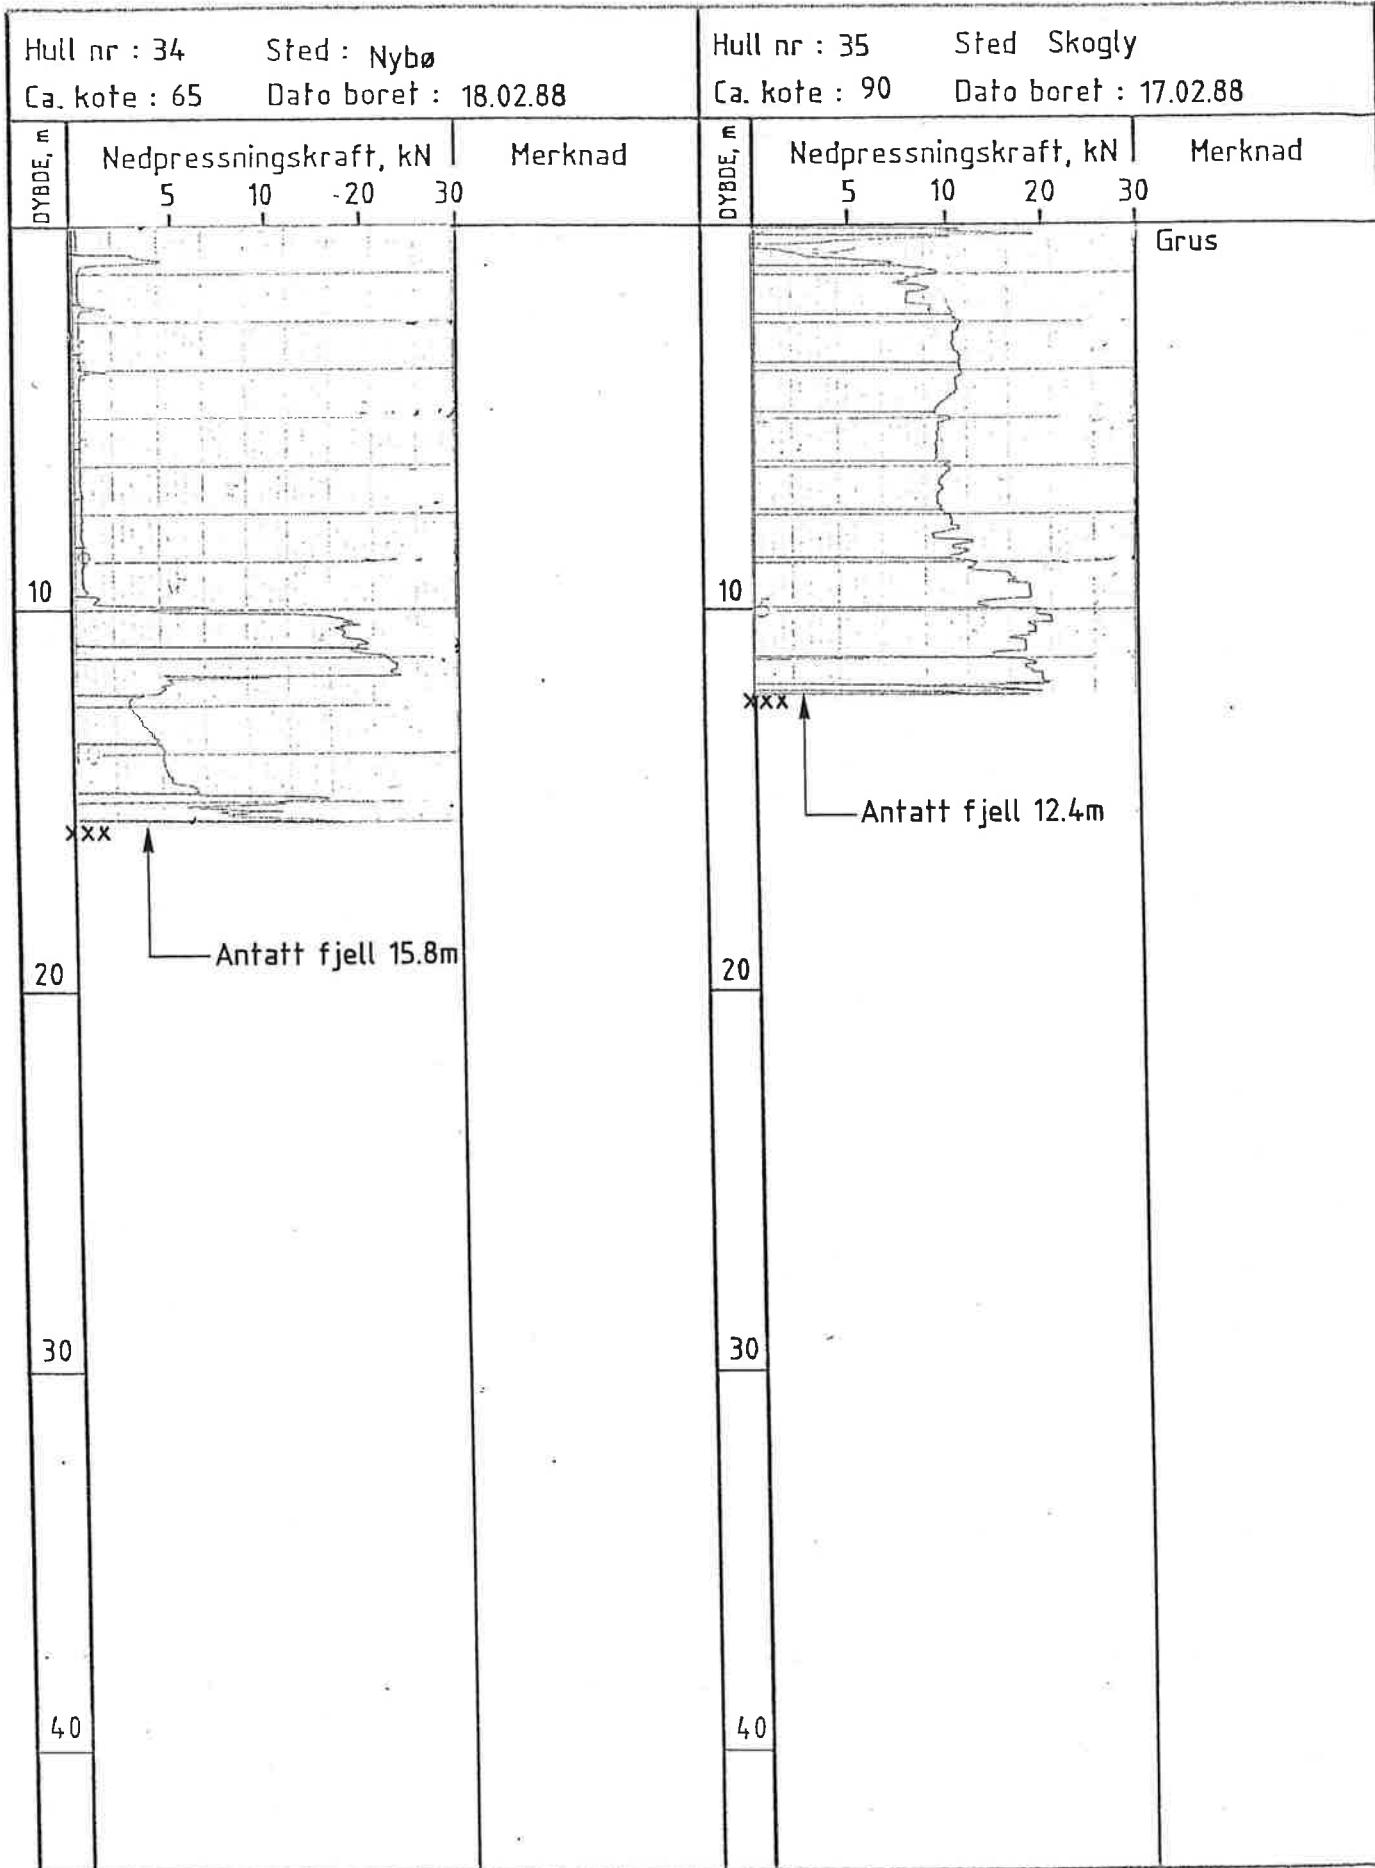 Hull nr : 34 Sted : Nybø
Ca. kote : 65 Dato boret : 18.02.88
DYBDE, m
Nedpressningskraft, kN
Merknad
5 10 20 30
10
Antatt fjell 15.8m
20
30
40
Hull nr : 35 Sted Skogly
Ca. kote : 90 Dato boret : 17.02.88
DYBDE, m
Nedpressningskraft, kN
Merknad
5 10 20 30
Grus
10
Antatt fjell 12.4m
20
30
40